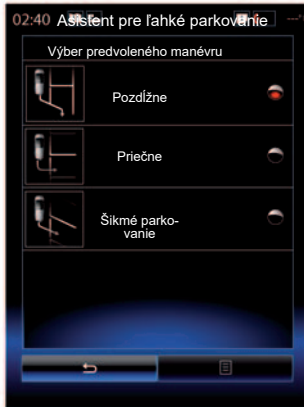 02:40 Asistent pre ľahké parkovanie
Výber predvoleného manévru
Pozdĺžne
Priečne
Šikmé parko-
vanie